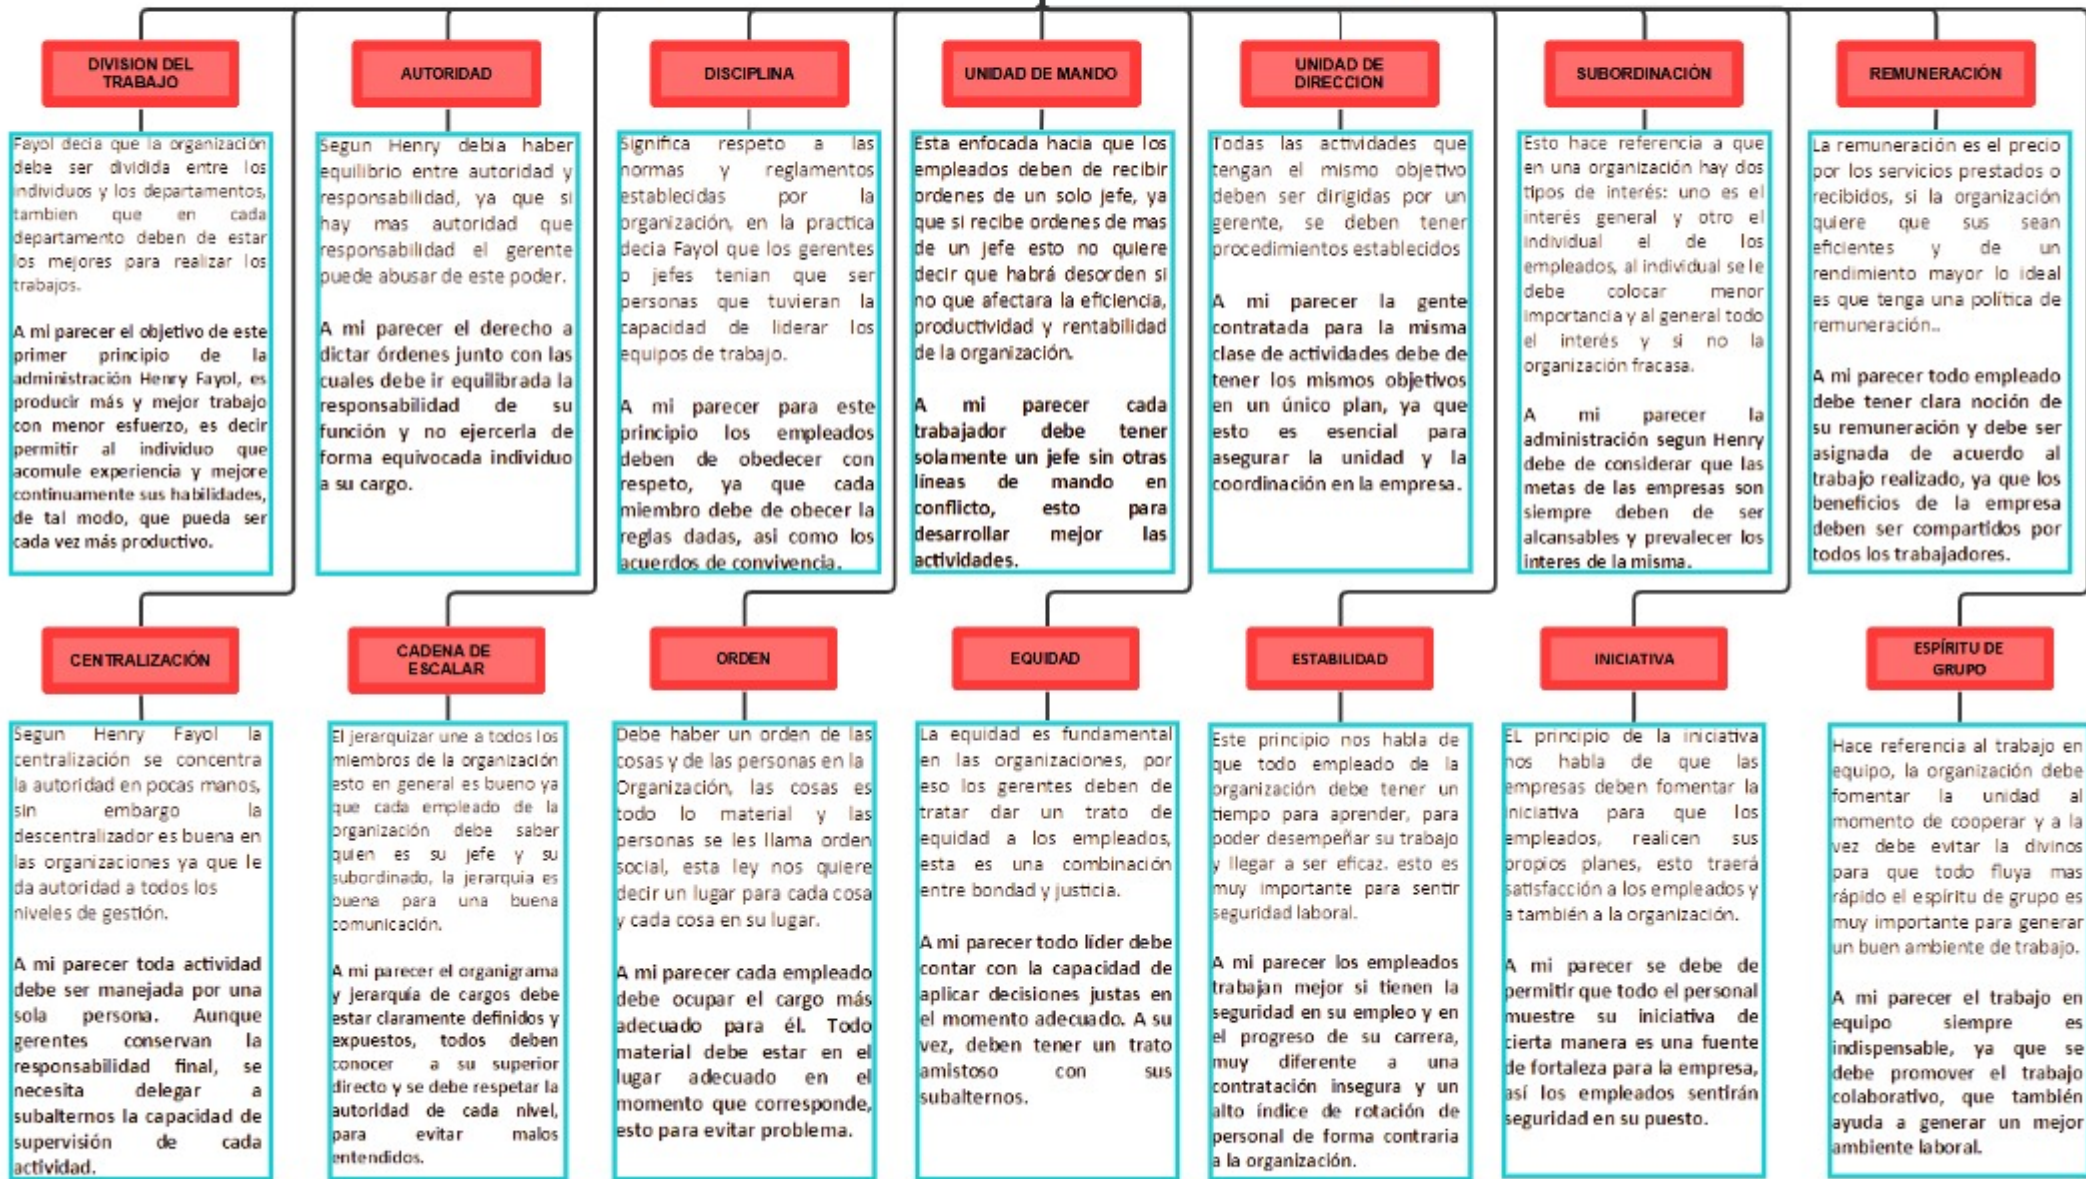 DIVISION DEL
TRABAJO
Fayol decia que la organización
debe ser dividida entre los
individuos y los departamentos,
tambien que en cada
departamento deben de estar
los mejores para realizar los
trabajos.
A mi parecer el objetivo de este
primer principio de la
administración Henry Fayol, es
producir más y mejor trabajo
con menor esfuerzo, es decir
permitir al individuo que
acomule experiencia y mejore
continuamente sus habilidades,
de tal modo, que pueda ser
cada vez más productivo.
AUTORIDAD
Segun Henry debia haber
equilibrio entre autoridad y
responsabilidad, ya que si
hay mas autoridad que
responsabilidad el gerente
puede abusar de este poder.
A mi parecer el derecho a
dictar órdenes junto con las
cuales debe ir equilibrada la
responsabilidad de su
función y no ejercerla de
forma equivocada individuo
a su cargo.
DISCIPLINA
Significa respeto a las
normas y reglamentos
establecidas por la
organización, en la practica
decia Fayol que los gerentes
o jefes tenian que ser
personas que tuvieran la
capacidad de liderar los
equipos de trabajo.
A mi parecer para este
principio los empleados
deben de obedecer con
respeto, ya que cada
miembro debe de obecer la
reglas dadas, asi como los
acuerdos de convivencia.
UNIDAD DE MANDO
Esta enfocada hacia que los
empleados deben de recibir
ordenes de un solo jefe, ya
que si recibe ordenes de mas
de un jefe esto no quiere
decir que habrá desorden si
no que afectara la eficiencia,
productividad y rentabilidad
de la organización.
A mi parecer cada
trabajador debe tener
solamente un jefe sin otras
líneas de mando en
conflicto, esto para
desarrollar mejor las
actividades.
UNIDAD DE
DIRECCION
Todas las actividades que
tengan el mismo objetivo
deben ser dirigidas por un
gerente, se deben tener
procedimientos establecidos
A mi parecer la gente
contratada para la misma
clase de actividades debe de
tener los mismos objetivos
en un único plan, ya que
esto es esencial para
asegurar la unidad y la
coordinación en la empresa.
SUBORDINACIÓN
Esto hace referencia a que
en una organización hay dos
tipos de interés: uno es el
interés general y otro el
individual el de los
empleados, al individual se le
debe colocar menor
importancia y al general todo
el interés y si no la
organización fracasa.
A mi parecer la
administración segun Henry
debe de considerar que las
metas de las empresas son
siempre deben de ser
alcansables y prevalecer los
interes de la misma.
REMUNERACIÓN
La remuneración es el precio
por los servicios prestados o
recibidos, si la organización
quiere que sus sean
eficientes y de un
rendimiento mayor lo ideal
es que tenga una política de
remuneración..
A mi parecer todo empleado
debe tener clara noción de
su remuneración y debe ser
asignada de acuerdo al
trabajo realizado, ya que los
beneficios de la empresa
deben ser compartidos por
todos los trabajadores.
CENTRALIZACIÓN
Segun Henry Fayol la
centralización se concentra
la autoridad en pocas manos,
sin embargo la
descentralizador es buena en
las organizaciones ya que le
da autoridad a todos los
niveles de gestión.
A mi parecer toda actividad
debe ser manejada por una
sola persona. Aunque
gerentes conservan la
responsabilidad final, se
necesita delegar a
subalternos la capacidad de
supervisión de cada
actividad.
CADENA DE
ESCALAR
El jerarquizar une a todos los
miembros de la organización
esto en general es bueno ya
que cada empleado de la
organización debe saber
quien es su jefe y su
subordinado, la jerarquia es
buena para una buena
comunicación.
A mi parecer el organigrama
y jerarquía de cargos debe
estar claramente definidos y
expuestos, todos deben
conocer a su superior
directo y se debe respetar la
autoridad de cada nivel,
para evitar malos
entendidos.
ORDEN
Debe haber un orden de las
cosas y de las personas en la
Organización, las cosas es
todo lo material y las
personas se les llama orden
social, esta ley nos quiere
decir un lugar para cada cosa
y cada cosa en su lugar.
A mi parecer cada empleado
debe ocupar el cargo más
adecuado para él. Todo
material debe estar en el
lugar adecuado en el
momento que corresponde,
esto para evitar problema.
EQUIDAD
La equidad es fundamental
en las organizaciones, por
eso los gerentes deben de
tratar dar un trato de
equidad a los empleados,
esta es una combinación
entre bondad y justicia.
A mi parecer todo líder debe
contar con la capacidad de
aplicar decisiones justas en
el momento adecuado. A su
vez, deben tener un trato
amistoso con sus
subalternos.
ESTABILIDAD
Este principio nos habla de
que todo empleado de la
organización debe tener un
tiempo para aprender, para
poder desempeñar su trabajo
y llegar a ser eficaz. esto es
muy importante para sentir
seguridad laboral.
A mi parecer los empleados
trabajan mejor si tienen la
seguridad en su empleo y en
el progreso de su carrera,
muy diferente a una
contratación insegura y un
alto índice de rotación de
personal de forma contraria
a la organización.
INICIATIVA
EL principio de la iniciativa
nos habla de que las
empresas deben fomentar la
iniciativa para que los
empleados, realicen sus
propios planes, esto traerá
satisfacción a los empleados y
a también a la organización.
A mi parecer se debe de
permitir que todo el personal
muestre su iniciativa de
cierta manera es una fuente
de fortaleza para la empresa,
así los empleados sentirán
seguridad en su puesto.
ESPÍRITU DE
GRUPO
Hace referencia al trabajo en
equipo, la organización debe
fomentar la unidad al
momento de cooperar y a la
vez debe evitar la divinos
para que todo fluya mas
rápido el espíritu de grupo es
muy importante para generar
un buen ambiente de trabajo.
A mi parecer el trabajo en
equipo siempre es
indispensable, ya que se
debe promover el trabajo
colaborativo, que también
ayuda a generar un mejor
ambiente laboral.